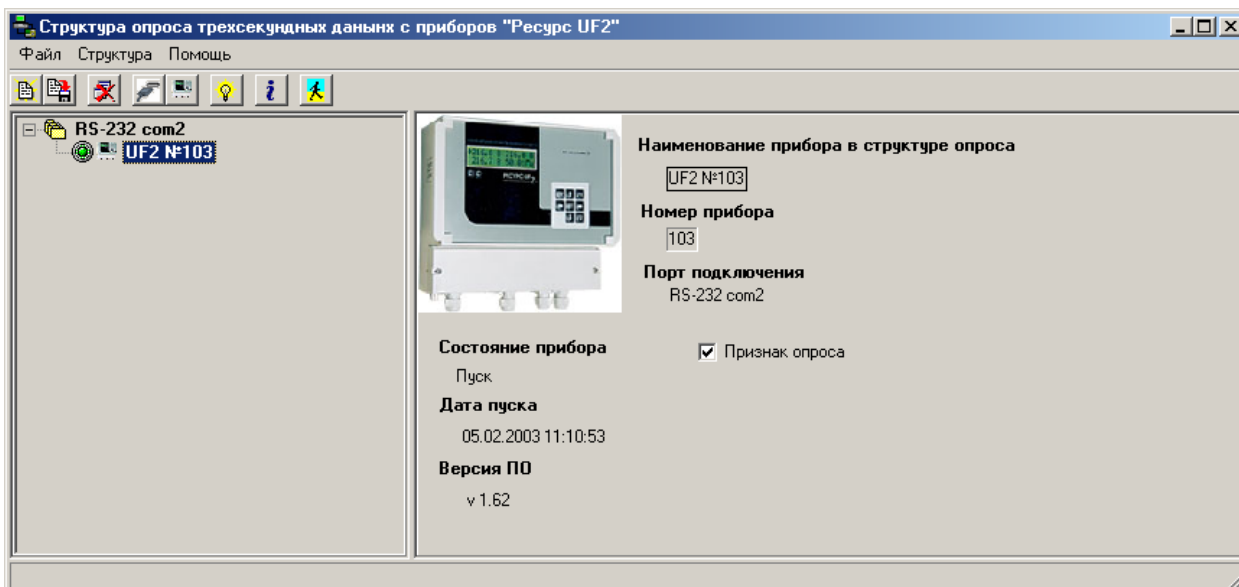 Структура опроса трехсекундных данынх с приборов "Ресурс UF2"
Файл Структура Помощь
RS-232 com2
UF2 №103
Наименование прибора в структуре опроса
UF2 №103
Номер прибора
103
Порт подключения
RS-232 com2
Состояние прибора
Признак опроса
Пуск
Дата пуска
05.02.2003 11:10:53
Версия ПО
v 1.62